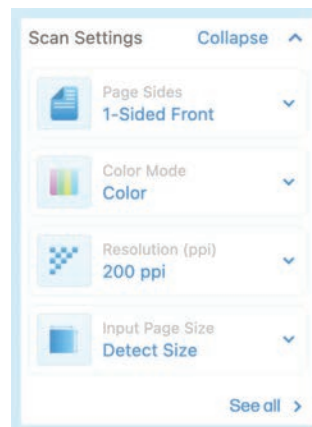 Scan Settings Collapse
Page Sides
1-Sided Front
Color Mode
Color
Resolution (ppi)
200 ppi
Input Page Size
Detect Size
See all